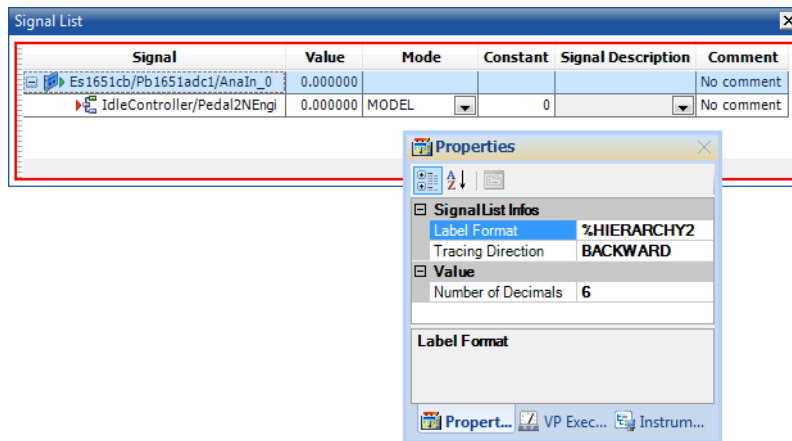 Signal List
Signal Value Mode Constant Signal Description Comment
Es1651cb/Pb1651adc1/AnaIn_0 0.000000 No comment
IdleController/Pedal2NEngi 0.000000 MODEL 0 No comment
Properties
SignalList Infos
Label Format %HIERARCHY2
Tracing Direction BACKWARD
Value
Number of Decimals 6
Label Format
Propert... VP Exec... Instrum...